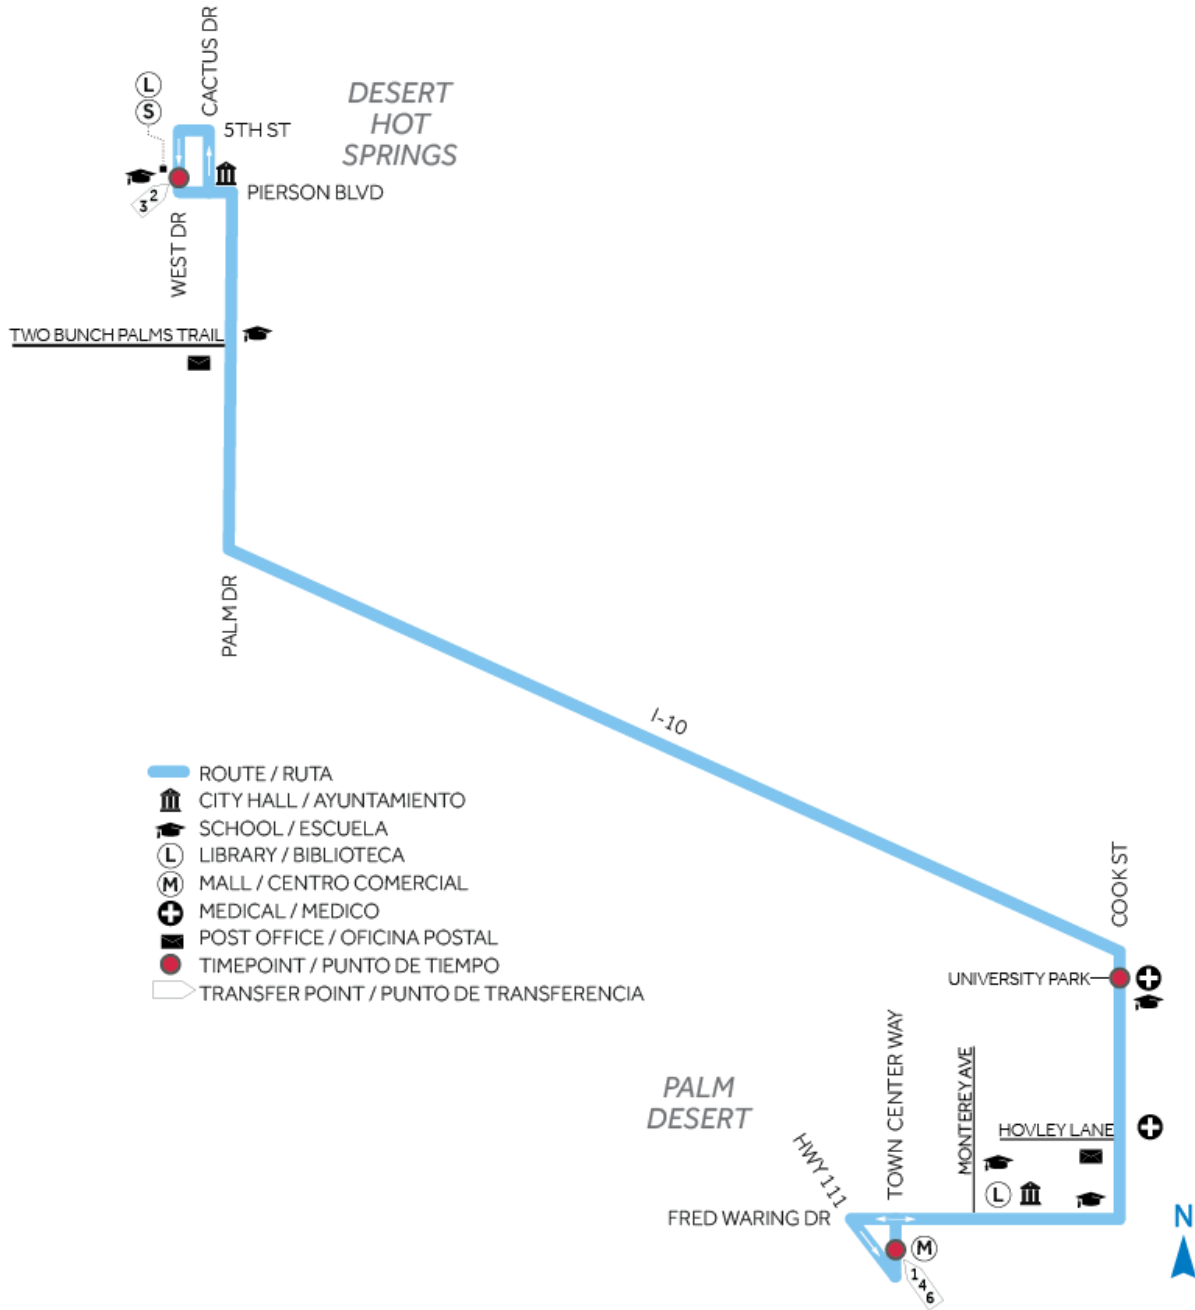 CACTUS DR
L
S
DESERT
HOT
SPRINGS
5TH ST
3 2
PIERSON BLVD
WEST DR
TWO BUNCH PALMS TRAIL
PALM DR
I-10
ROUTE / RUTA
CITY HALL / AYUNTAMIENTO
SCHOOL / ESCUELA
L LIBRARY / BIBLIOTECA
M MALL / CENTRO COMERCIAL
MEDICAL / MEDICO
POST OFFICE / OFICINA POSTAL
TIMEPOINT / PUNTO DE TIEMPO
TRANSFER POINT / PUNTO DE TRANSFERENCIA
COOK ST
UNIVERSITY PARK
TOWN CENTER WAY
MONTEREY AVE
PALM
DESERT
HOVLEY LANE
HWY 111
L
FRED WARING DR
N
M
1
4
6